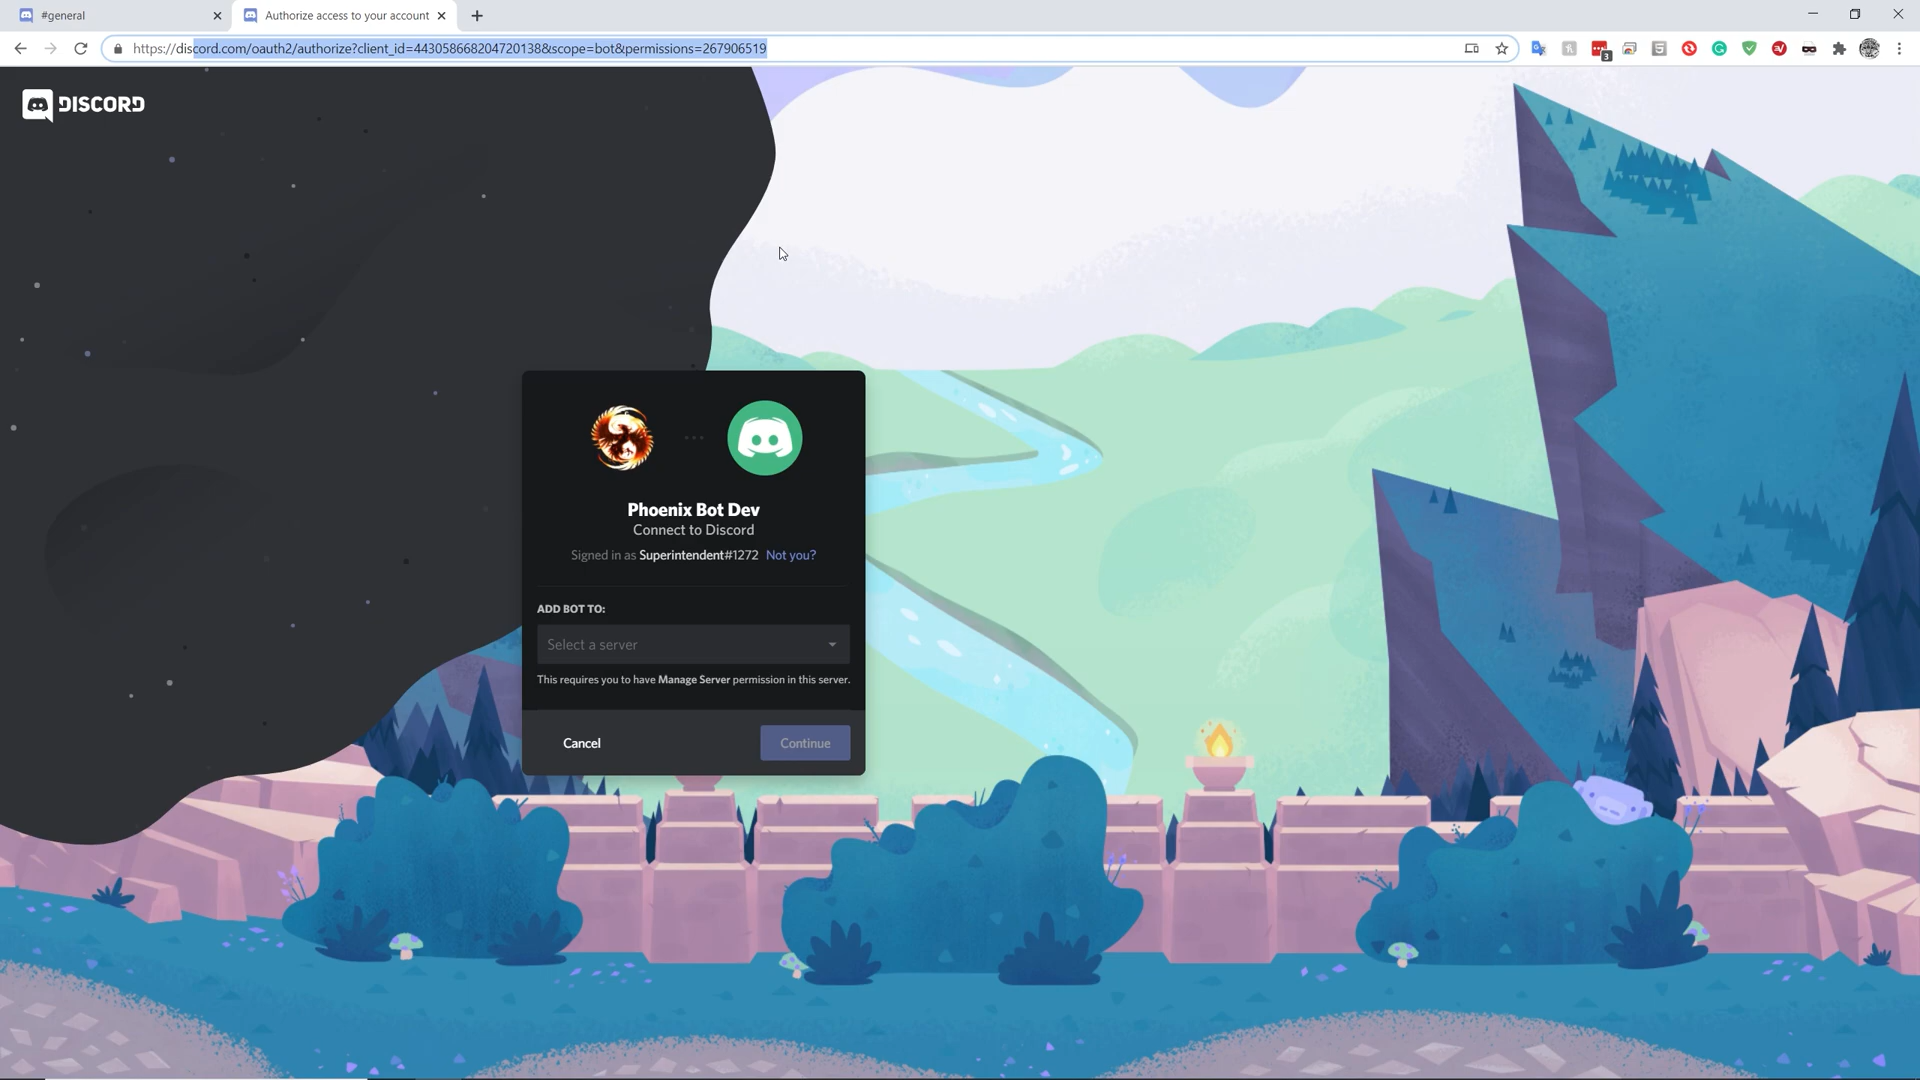 #general
Authorize access to your account
https://discord.com/oauth2/authorize?client_id=443058668204720138&scope=bot&permissions=267906519
3
DISCORD
Phoenix Bot Dev
Connect to Discord
Signed in as Superintendent#1272 Not you?
ADD BOT TO:
Select a server
This requires you to have Manage Server permission in this server.
Cancel
Continue